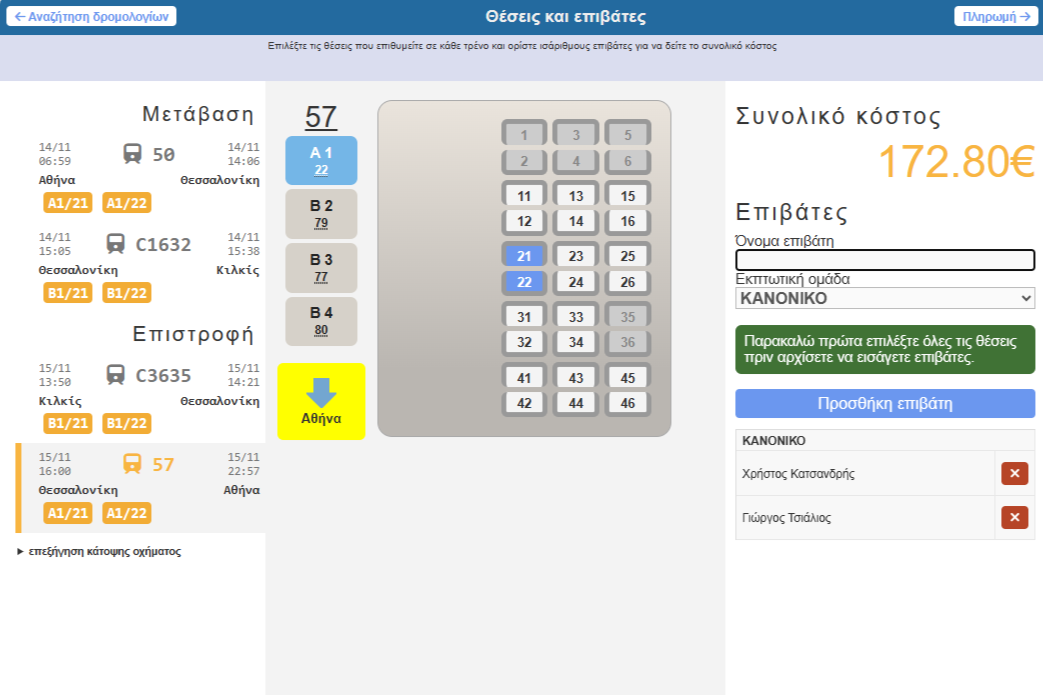 ← Αναζήτηση δρομολογίων
Θέσεις και επιβάτες
Πληρωμή →
Επιλέξτε τις θέσεις που επιθυμείτε σε κάθε τρένο και ορίστε ισάριθμους επιβάτες για να δείτε το συνολικό κόστος
Μετάβαση
14/11 50 14/11
06:59 14:06
Αθήνα Θεσσαλονίκη
A1/21 A1/22
14/11 C1632 14/11
15:05 15:38
Θεσσαλονίκη Κιλκίς
B1/21 B1/22
Επιστροφή
15/11 C3635 15/11
13:50 14:21
Κιλκίς Θεσσαλονίκη
B1/21 B1/22
15/11 57 15/11
16:00 22:57
Θεσσαλονίκη Αθήνα
A1/21 A1/22
► επεξήγηση κάτοψης οχήματος
57
A 1
22
B 2
79
B 3
77
B 4
80
Αθήνα
1 3 5
2 4 6
11 13 15
12 14 16
21 23 25
22 24 26
31 33 35
32 34 36
41 43 45
42 44 46
Συνολικό κόστος
172.80€
Επιβάτες
Όνομα επιβάτη
Εκπτωτική ομάδα
ΚΑΝΟΝΙΚΟ
Παρακαλώ πρώτα επιλέξτε όλες τις θέσεις
πριν αρχίσετε να εισάγετε επιβάτες.
Προσθήκη επιβάτη
ΚΑΝΟΝΙΚΟ
Χρήστος Κατσανδρής
Γιώργος Τσιάλιος